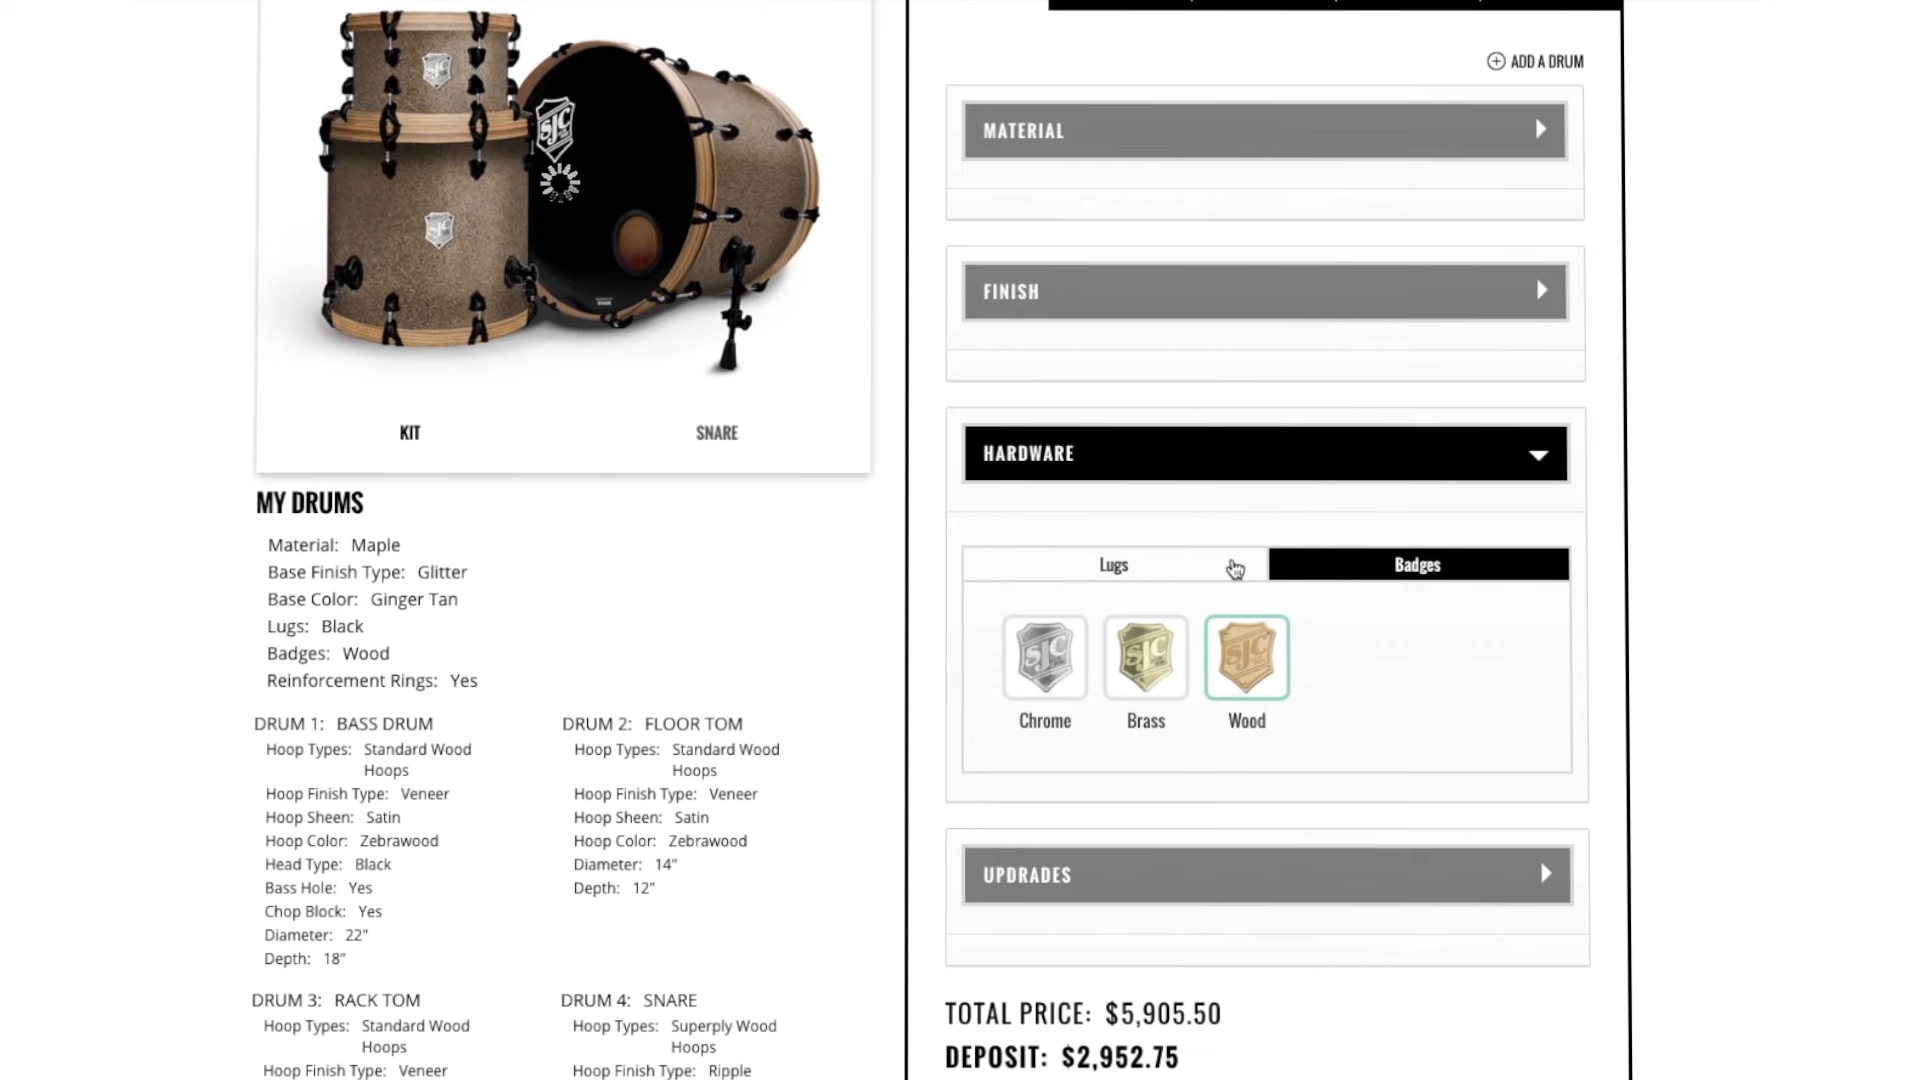 SJC
SJC
SJC
KIT
SNARE
MY DRUMS
Material: Maple
Base Finish Type: Glitter
Base Color: Ginger Tan
Lugs: Black
Badges: Wood
Reinforcement Rings: Yes
DRUM 1: BASS DRUM
Hoop Types: Standard Wood
Hoops
Hoop Finish Type: Veneer
Hoop Sheen: Satin
Hoop Color: Zebrawood
Head Type: Black
Bass Hole: Yes
Chop Block: Yes
Diameter: 22"
Depth: 18"
DRUM 2: FLOOR TOM
Hoop Types: Standard Wood
Hoops
Hoop Finish Type: Veneer
Hoop Sheen: Satin
Hoop Color: Zebrawood
Diameter: 14"
Depth: 12"
DRUM 3: RACK TOM
Hoop Types: Standard Wood
Hoops
Hoop Finish Type: Veneer
DRUM 4: SNARE
Hoop Types: Superply Wood
Hoops
Hoop Finish Type: Ripple
ADD A DRUM
MATERIAL
FINISH
HARDWARE
Lugs
Badges
SJC
SJC
SJC
Chrome
Brass
Wood
UPDRADES
TOTAL PRICE: $5,905.50
DEPOSIT: $2,952.75